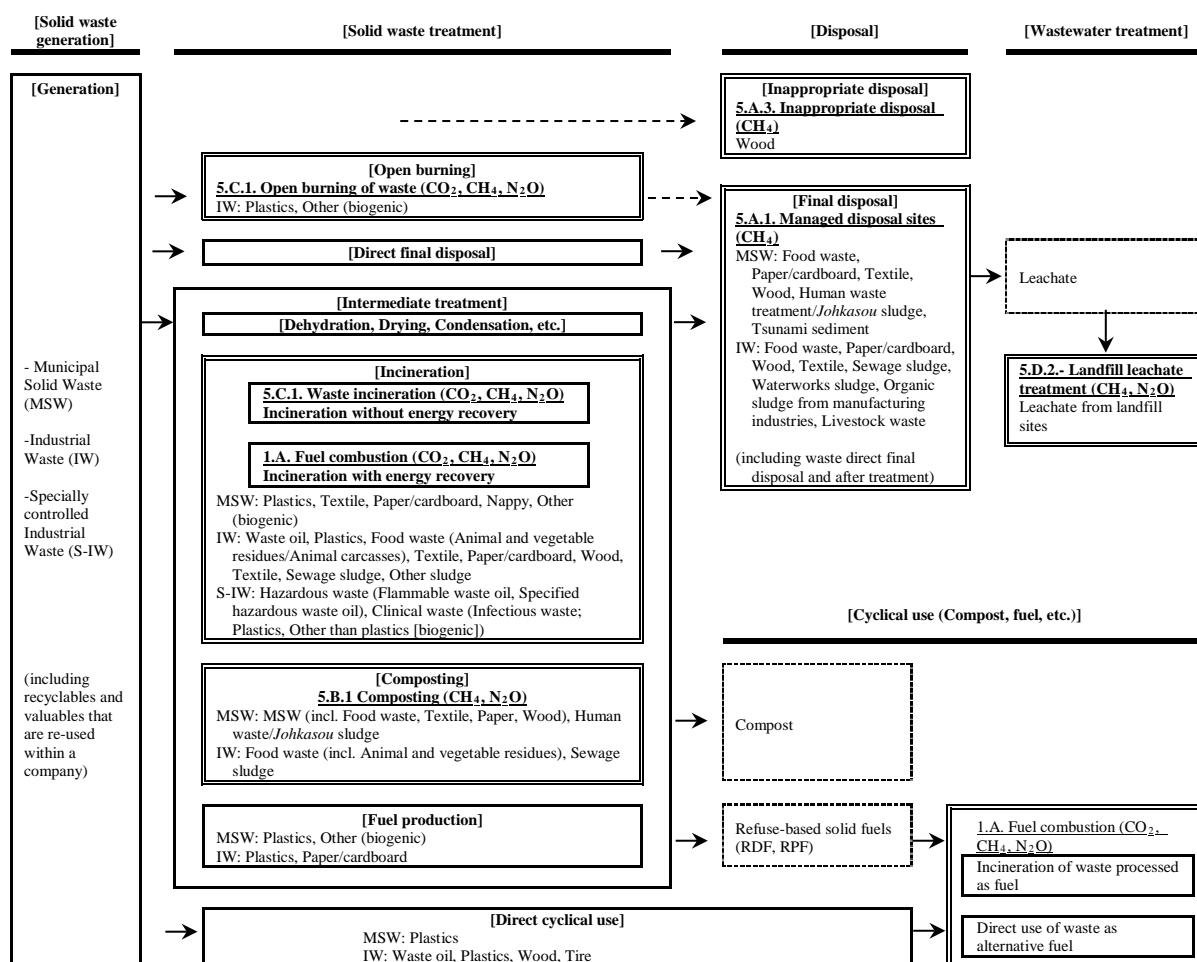 [Solid waste
generation]
[Solid waste treatment]
[Disposal]
[Wastewater treatment]
[Generation]
- Municipal
Solid Waste
(MSW)
-Industrial
Waste (IW)
-Specially
controlled
Industrial
Waste (S-IW)
(including
recyclables and
valuables that
are re-used
within a
company)
[Open burning]
5.C.1. Open burning of waste (CO₂, CH₄, N₂O)
IW: Plastics, Other (biogenic)
[Direct final disposal]
[Intermediate treatment]
[Dehydration, Drying, Condensation, etc.]
[Incineration]
5.C.1. Waste incineration (CO₂, CH₄, N₂O)
Incineration without energy recovery
1.A. Fuel combustion (CO₂, CH₄, N₂O)
Incineration with energy recovery
MSW: Plastics, Textile, Paper/cardboard, Nappy, Other
(biogenic)
IW: Waste oil, Plastics, Food waste (Animal and vegetable
residues/Animal carcasses), Textile, Paper/cardboard, Wood,
Textile, Sewage sludge, Other sludge
S-IW: Hazardous waste (Flammable waste oil, Specified
hazardous waste oil), Clinical waste (Infectious waste;
Plastics, Other than plastics [biogenic])
[Composting]
5.B.1 Composting (CH₄, N₂O)
MSW: MSW (incl. Food waste, Textile, Paper, Wood), Human
waste/Johkasou sludge
IW: Food waste (incl. Animal and vegetable residues), Sewage
sludge
[Fuel production]
MSW: Plastics, Other (biogenic)
IW: Plastics, Paper/cardboard
[Direct cyclical use]
MSW: Plastics
IW: Waste oil, Plastics, Wood, Tire
[Inappropriate disposal]
5.A.3. Inappropriate disposal
(CH₄)
Wood
[Final disposal]
5.A.1. Managed disposal sites
(CH₄)
MSW: Food waste,
Paper/cardboard, Textile,
Wood, Human waste
treatment/Johkasou sludge,
Tsunami sediment
IW: Food waste, Paper/cardboard,
Wood, Textile, Sewage sludge,
Waterworks sludge, Organic
sludge from manufacturing
industries, Livestock waste
(including waste direct final
disposal and after treatment)
Leachate
5.D.2.- Landfill leachate
treatment (CH₄, N₂O)
Leachate from landfill
sites
[Cyclical use (Compost, fuel, etc.)]
Compost
Refuse-based solid fuels
(RDF, RPF)
1.A. Fuel combustion (CO₂,
CH₄, N₂O)
Incineration of waste processed
as fuel
Direct use of waste as
alternative fuel